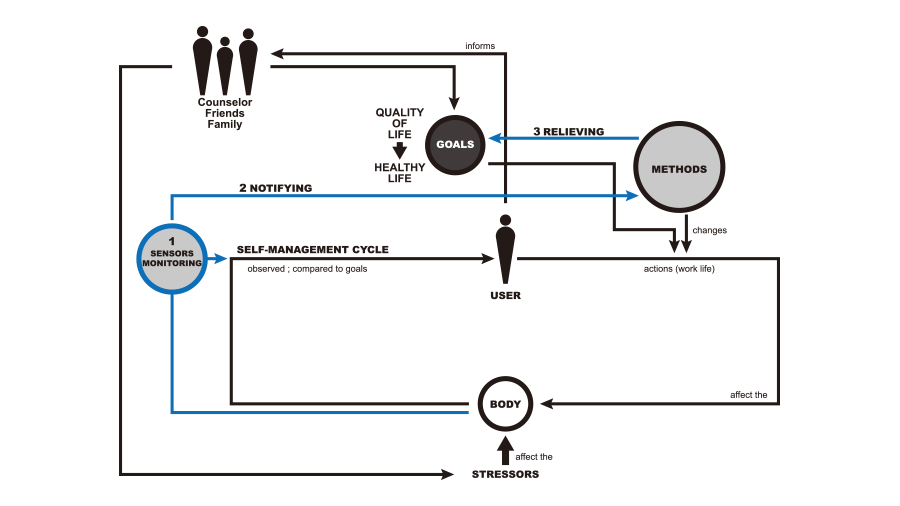 informs
Counselor
Friends
Family
QUALITY
OF
LIFE
HEALTHY
LIFE
GOALS
3 RELIEVING
METHODS
2 NOTIFYING
changes
1
SENSORS
MONITORING
SELF-MANAGEMENT CYCLE
observed ; compared to goals
actions (work life)
USER
affect the
BODY
affect the
STRESSORS